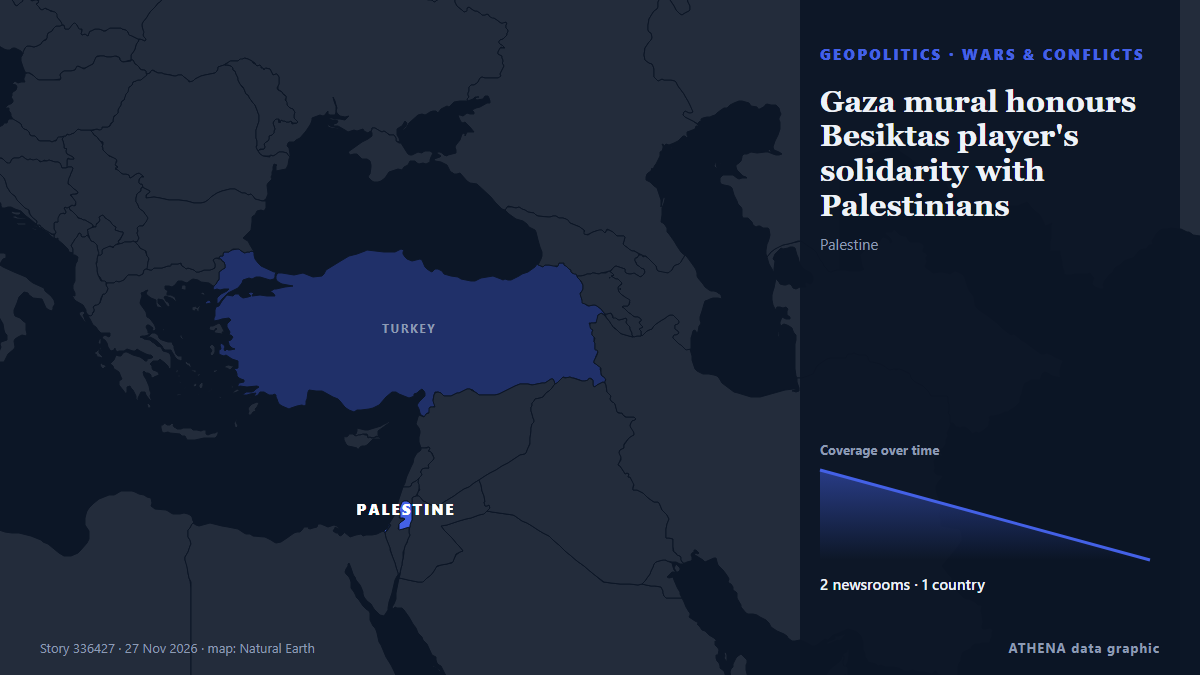 GEOPOLITICS · WARS & CONFLICTS
Gaza mural honours
Besiktas player's
solidarity with
Palestinians
Palestine
TURKEY
PALESTINE
Coverage over time
2 newsrooms · 1 country
Story 336427 · 27 Nov 2026 · map: Natural Earth
ATHENA data graphic